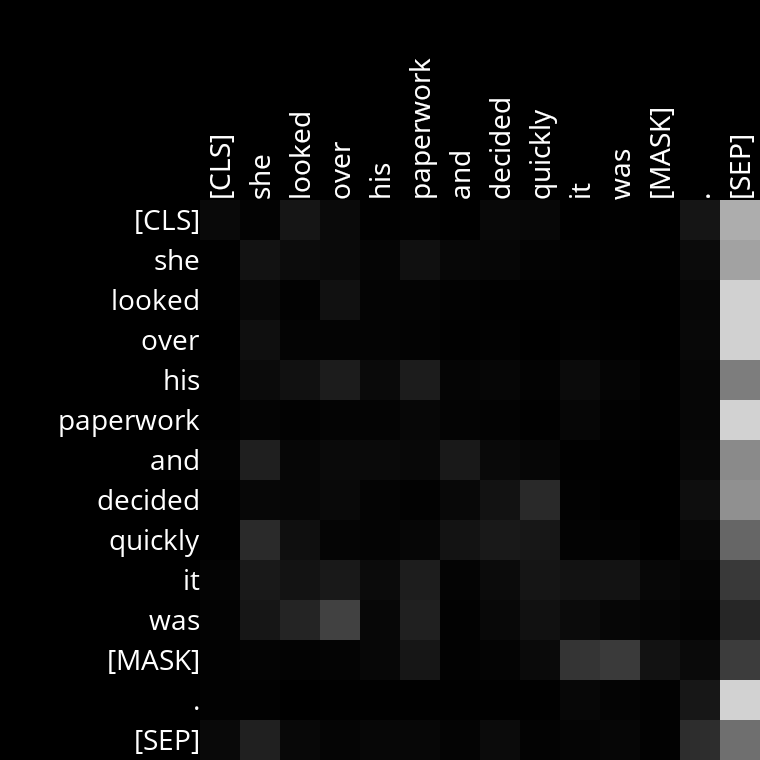 [CLS] she looked over his paperwork and decided quickly it was [MASK] . [SEP]
[CLS]
she
looked
over
his
paperwork
and
decided
quickly
it
was
[MASK]
.
[SEP]